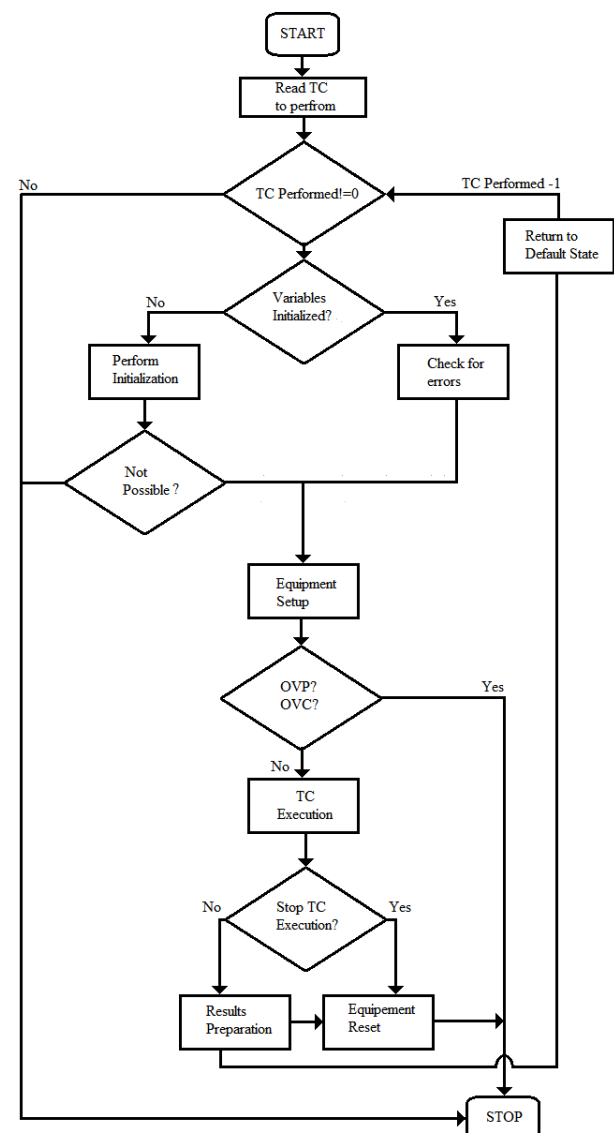 START
Read TC
to perfrom
No
TC Performed!=0
TC Performed -1
Return to
Default State
Variables
Initialized?
No
Yes
Perform
Initialization
Check for
errors
Not
Possible ?
Equipment
Setup
OVP?
OVC?
Yes
No
TC
Execution
Stop TC
Execution?
No
Yes
Results
Preparation
Equipement
Reset
STOP